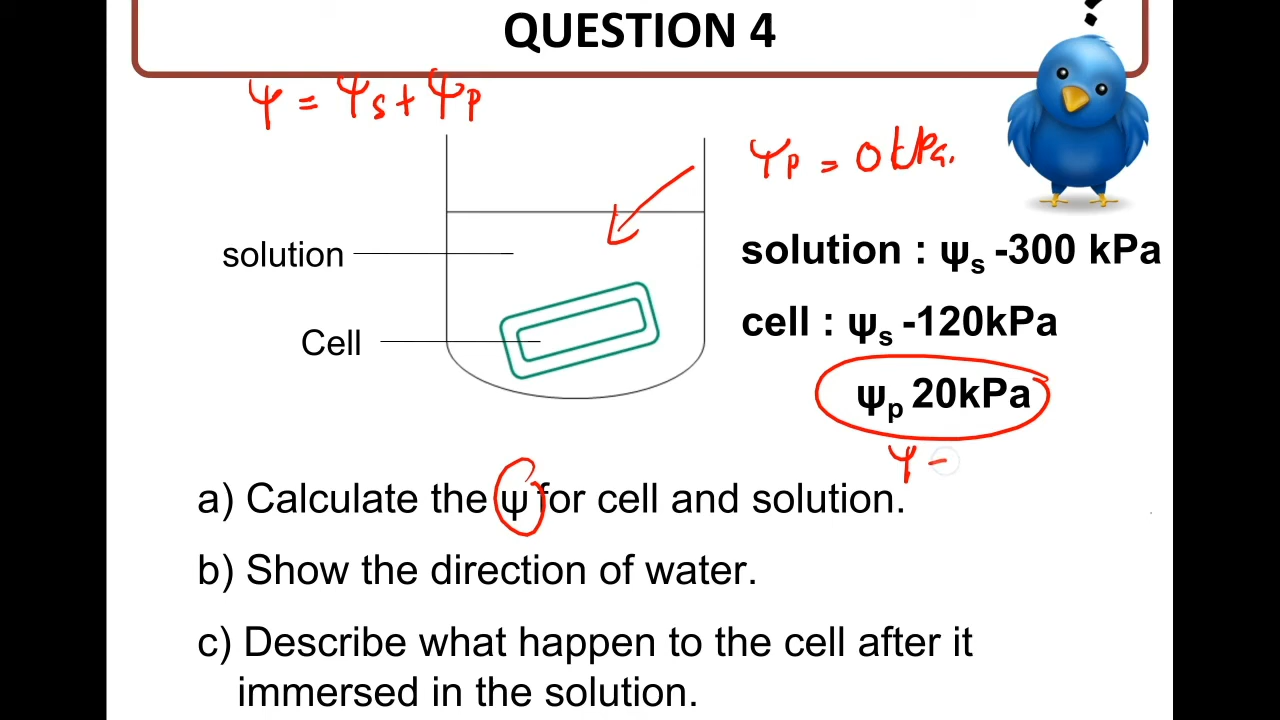 QUESTION 4
ψ = ψs + ψp
ψp = 0 kPa.
solution
solution : ψs -300 kPa
cell : ψs -120kPa
Cell
ψp 20kPa
ψ -
a) Calculate the ψ for cell and solution.
b) Show the direction of water.
c) Describe what happen to the cell after it
immersed in the solution.